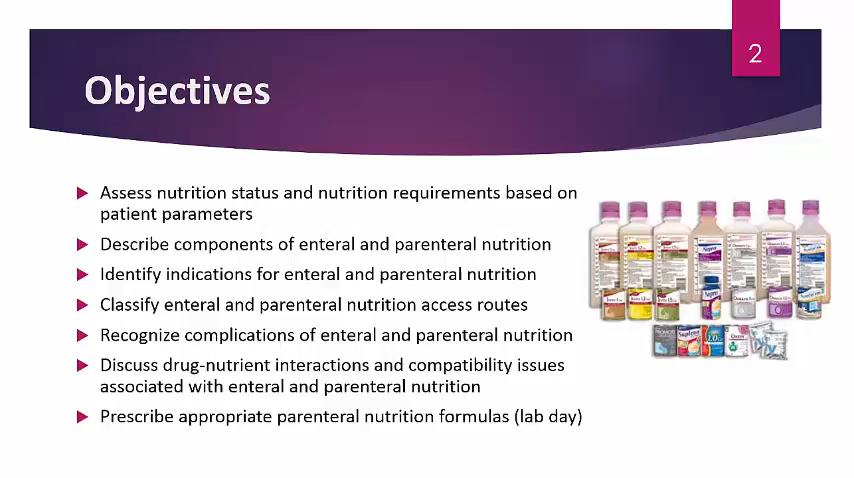 2
Objectives
Assess nutrition status and nutrition requirements based on
patient parameters
Describe components of enteral and parenteral nutrition
Identify indications for enteral and parenteral nutrition
Classify enteral and parenteral nutrition access routes
Recognize complications of enteral and parenteral nutrition
Discuss drug-nutrient interactions and compatibility issues
associated with enteral and parenteral nutrition
Prescribe appropriate parenteral nutrition formulas (lab day)
Nepro
Nepro
Suplena